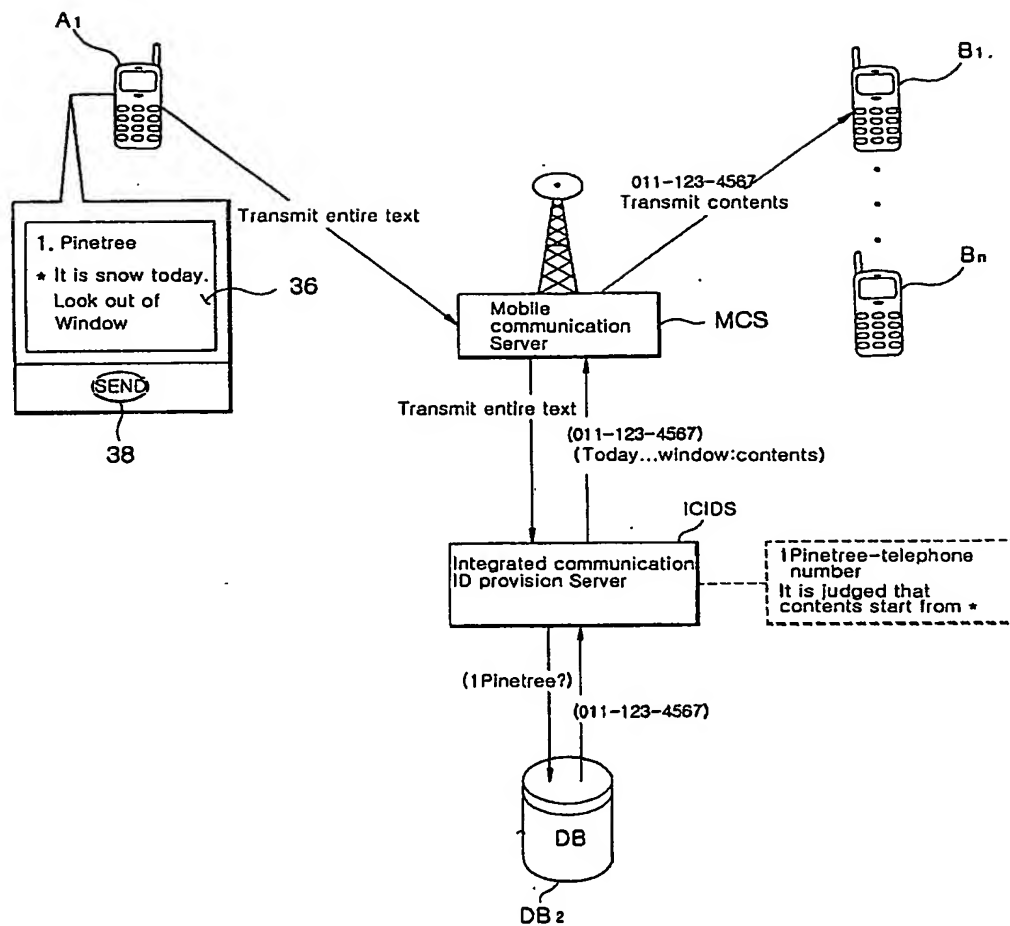 A1
B1.
1. Pinetree
* It is snow today.
Look out of
Window
36
SEND
38
Transmit entire text
011-123-4567
Transmit contents
Bn
Mobile
communication
Server
MCS
Transmit entire text
(011-123-4567)
(Today...window:contents)
ICIDS
Integrated communication
ID provision Server
1Pinetree-telephone
number
It is judged that
contents start from *
(1Pinetree?)
(011-123-4567)
DB
DB2